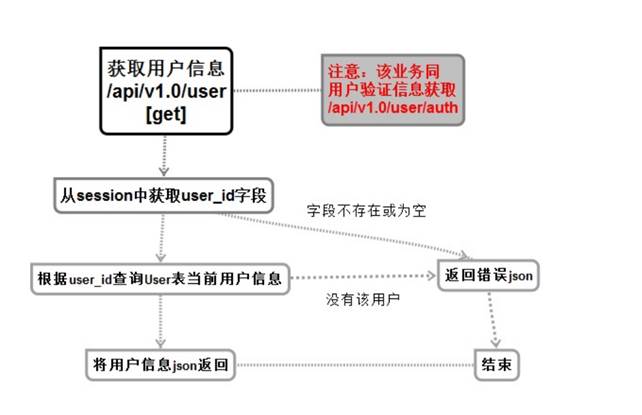 获取用户信息
/api/v1.0/user
[get]
注意：该业务同
用户验证信息获取
/api/v1.0/user/auth
从session中获取user_id字段
字段不存在或为空
根据user_id查询User表当前用户信息
返回错误json
没有该用户
将用户信息json返回
结束